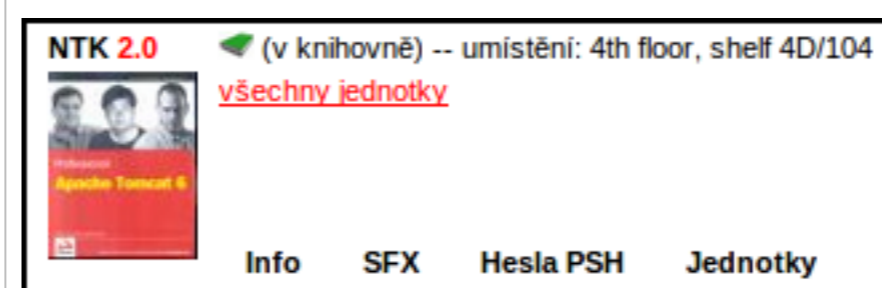 NTK 2.0
(v knihovně) -- umístění: 4th floor, shelf 4D/104
všechny jednotky
Professional
Apache Tomcat 6
Info SFX Hesla PSH Jednotky